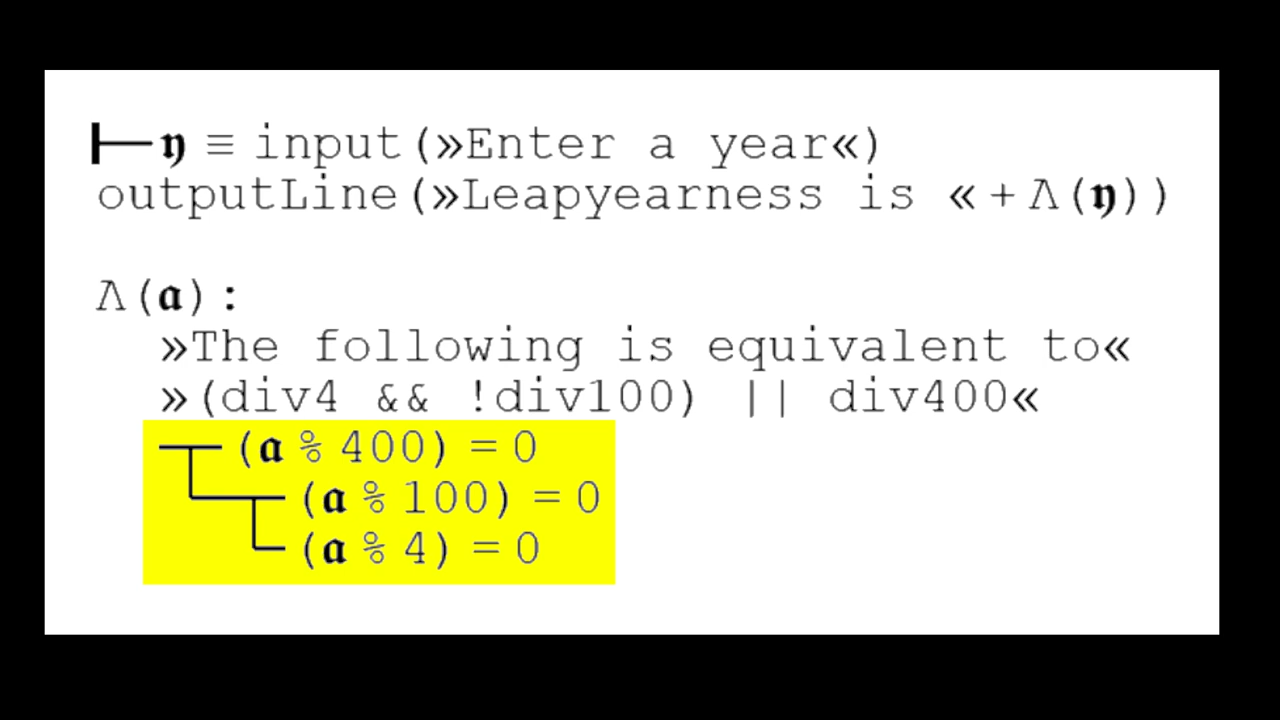 ⊢𝖞 ≡ input(»Enter a year«)
outputLine(»Leapyearness is « + Λ(𝖞))
Λ(𝖆):
»The following is equivalent to«
»(div4 && !div100) || div400«
(𝖆 % 400) = 0
(𝖆 % 100) = 0
(𝖆 % 4) = 0